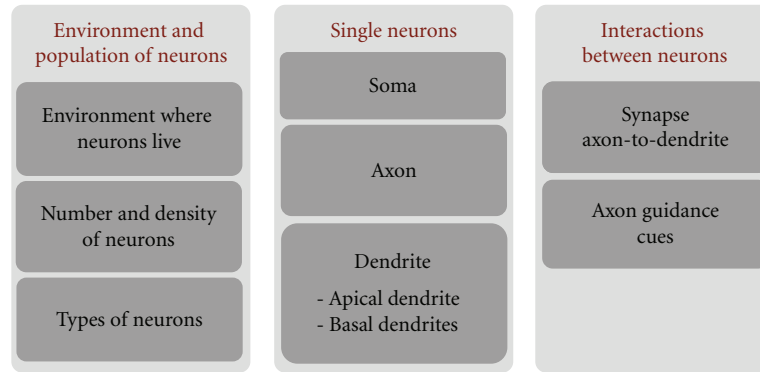 Environment and
population of neurons
Environment where
neurons live
Number and density
of neurons
Types of neurons
Single neurons
Soma
Axon
Dendrite
- Apical dendrite
- Basal dendrites
Interactions
between neurons
Synapse
axon-to-dendrite
Axon guidance
cues